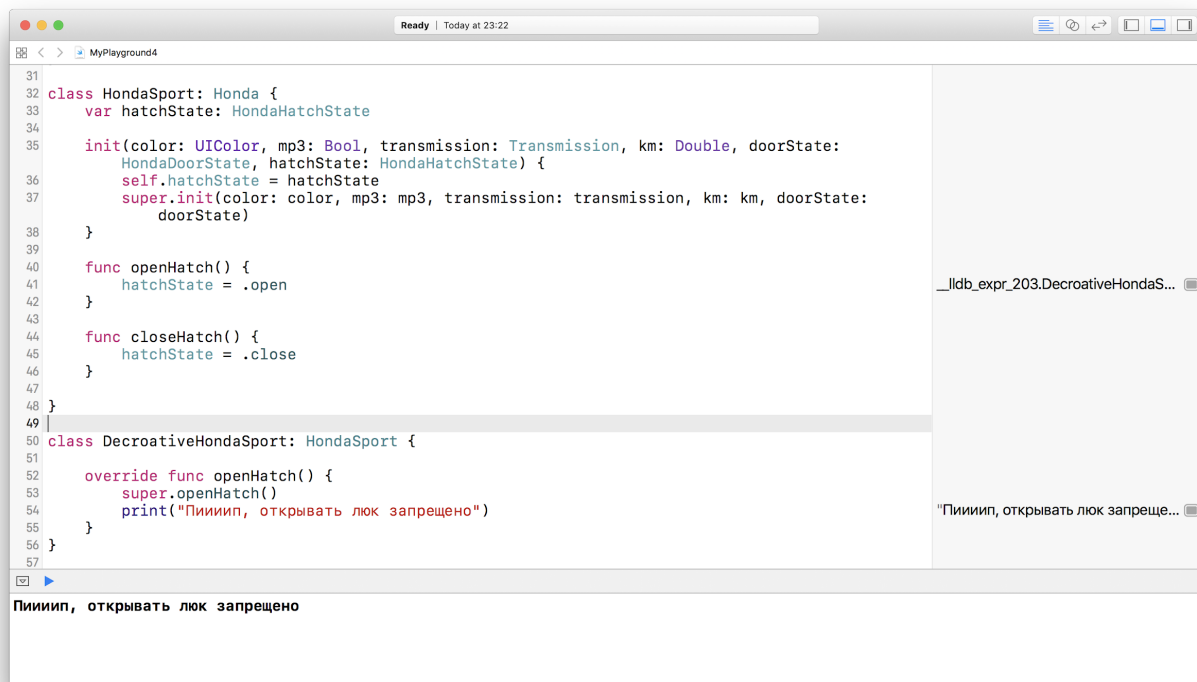 Ready | Today at 23:22
MyPlayground4
31
32 class HondaSport: Honda {
33 var hatchState: HondaHatchState
34
35 init(color: UIColor, mp3: Bool, transmission: Transmission, km: Double, doorState:
HondaDoorState, hatchState: HondaHatchState) {
36 self.hatchState = hatchState
37 super.init(color: color, mp3: mp3, transmission: transmission, km: km, doorState:
doorState)
38 }
39
40 func openHatch() {
41 hatchState = .open __lldb_expr_203.DecroativeHondaS...
42 }
43
44 func closeHatch() {
45 hatchState = .close
46 }
47
48 }
49
50 class DecroativeHondaSport: HondaSport {
51
52 override func openHatch() {
53 super.openHatch()
54 print("Пиииип, открывать люк запрещено") "Пиииип, открывать люк запреще...
55 }
56 }
57
Пиииип, открывать люк запрещено